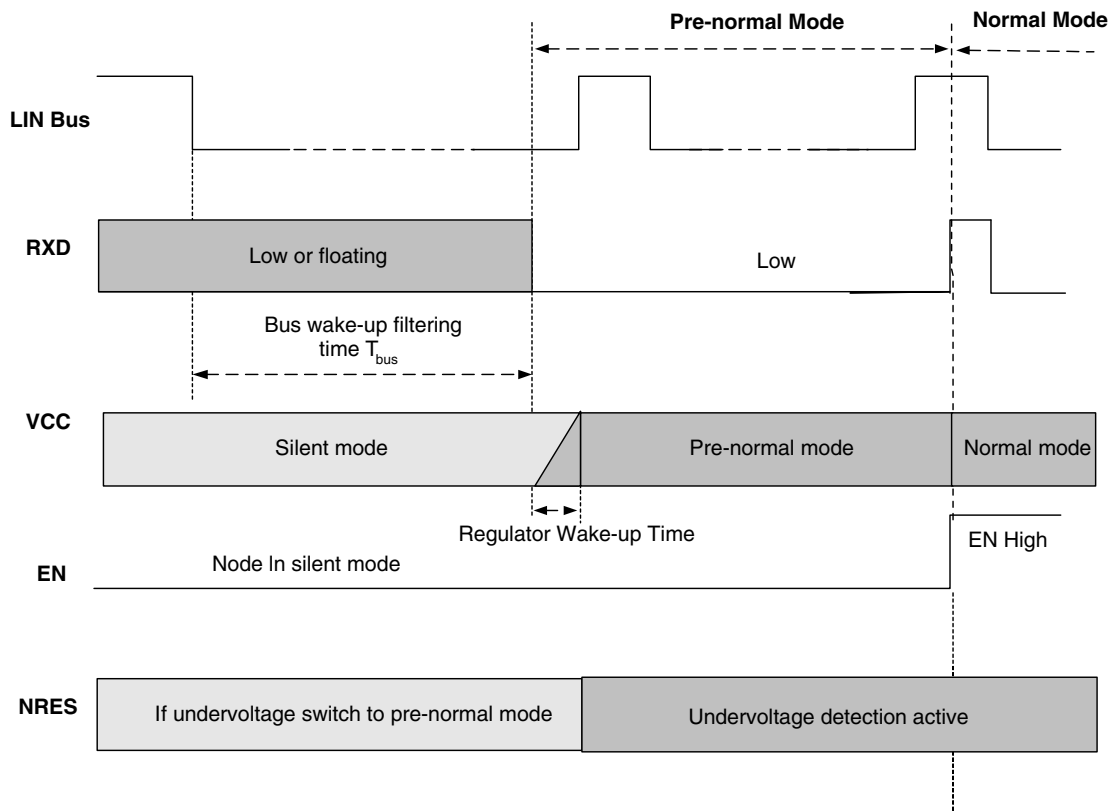 Pre-normal Mode
Normal Mode
LIN Bus
RXD
Low or floating
Low
Bus wake-up filtering
time Tbus
VCC
Silent mode
Pre-normal mode
Normal mode
Regulator Wake-up Time
EN
Node In silent mode
EN High
NRES
If undervoltage switch to pre-normal mode
Undervoltage detection active